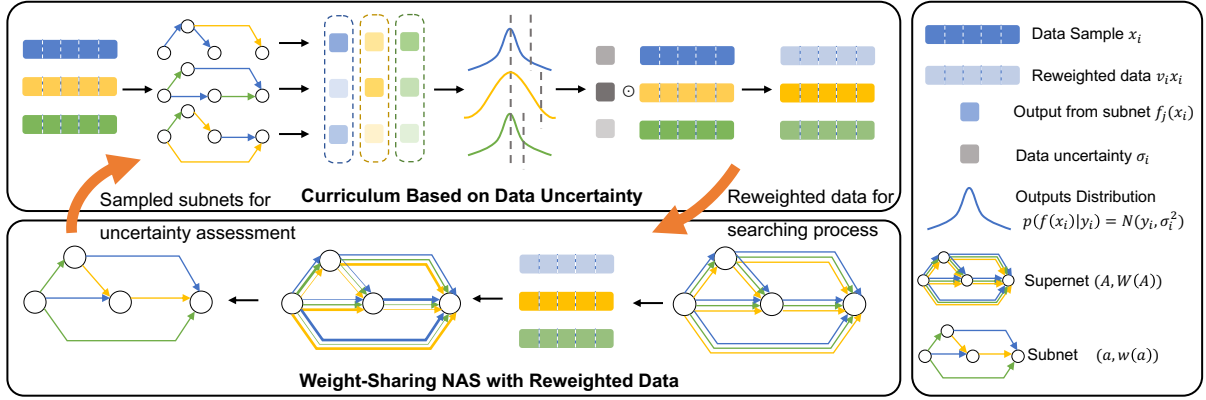 Sampled subnets for
uncertainty assessment
Curriculum Based on Data Uncertainty
Reweighted data for
searching process
⊙
Weight-Sharing NAS with Reweighted Data
Data Sample $x_i$
Reweighted data $v_i x_i$
Output from subnet $f_j(x_i)$
Data uncertainty $\sigma_i$
Outputs Distribution
$p(f(x_i)|y_i) = N(y_i, \sigma_i^2)$
Supernet $(A, W(A))$
Subnet $(a, w(a))$